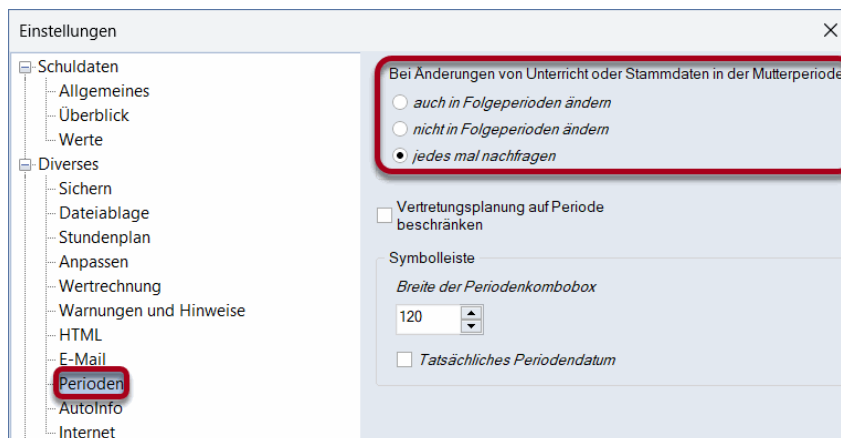 Einstellungen
Schuldaten
Allgemeines
Überblick
Werte
Diverses
Sichern
Dateiablage
Stundenplan
Anpassen
Wertrechnung
Warnungen und Hinweise
HTML
E-Mail
Perioden
AutoInfo
Internet
Bei Änderungen von Unterricht oder Stammdaten in der Mutterperiode
auch in Folgeperioden ändern
nicht in Folgeperioden ändern
jedes mal nachfragen
Vertretungsplanung auf Periode
beschränken
Symbolleiste
Breite der Periodenkombobox
120
Tatsächliches Periodendatum